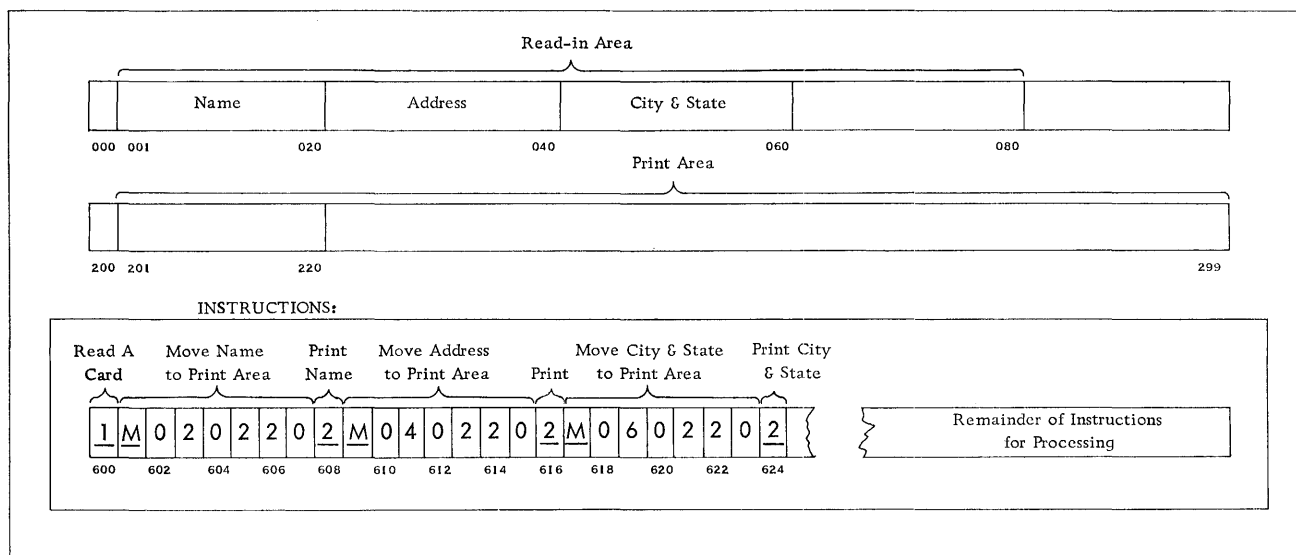 Read-in Area
Name Address City & State
000 001 020 040 060 080
Print Area
200 201 220 299
INSTRUCTIONS:
Read A Move Name Print Move Address Move City & State Print City
Card to Print Area Name to Print Area Print to Print Area & State
1 M 0 2 0 2 2 0 2 M 0 4 0 2 2 0 2 M 0 6 0 2 2 0 2
Remainder of Instructions
for Processing
600 602 604 606 608 610 612 614 616 618 620 622 624